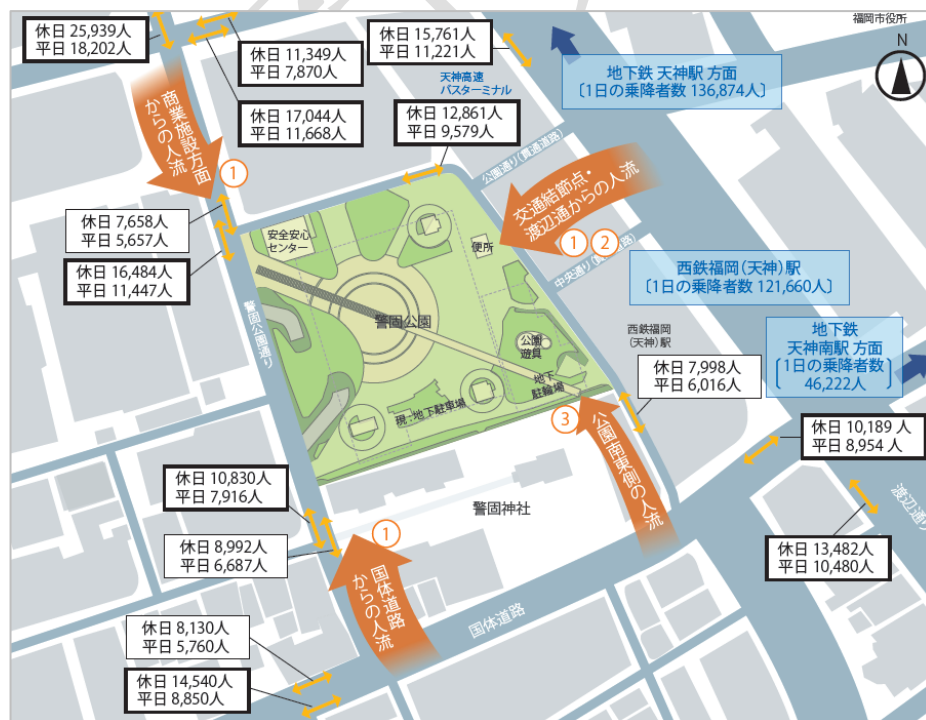 福岡市役所
N
休日 25,939人
平日 18,202人
休日 11,349人
平日 7,870人
休日 17,044人
平日 11,668人
休日 15,761人
平日 11,221人
天神高速
バスターミナル
地下鉄 天神駅 方面
〔1日の乗降者数 136,874人〕
休日 12,861人
平日 9,579人
商業施設方面
からの人流
①
公園通り(貫通道路)
交通結節点・
渡辺通からの人流
① ②
休日 7,658人
平日 5,657人
休日 16,484人
平日 11,447人
安全安心
センター
便所
中央通り(貫通道路)
西鉄福岡(天神)駅
〔1日の乗降者数 121,660人〕
警固公園通り
警固公園
公園
遊具
西鉄福岡
(天神)駅
地下鉄
天神南駅 方面
〔1日の乗降者数
46,222人〕
休日 7,998人
平日 6,016人
地下
駐輪場
現:地下駐車場
③
公園南東側の人流
休日 10,189 人
平日 8,954人
休日 10,830人
平日 7,916人
警固神社
渡辺通り
休日 8,992人
平日 6,687人
①
国体道路
からの人流
休日 13,482人
平日 10,480人
国体道路
休日 8,130人
平日 5,760人
休日 14,540人
平日 8,850人